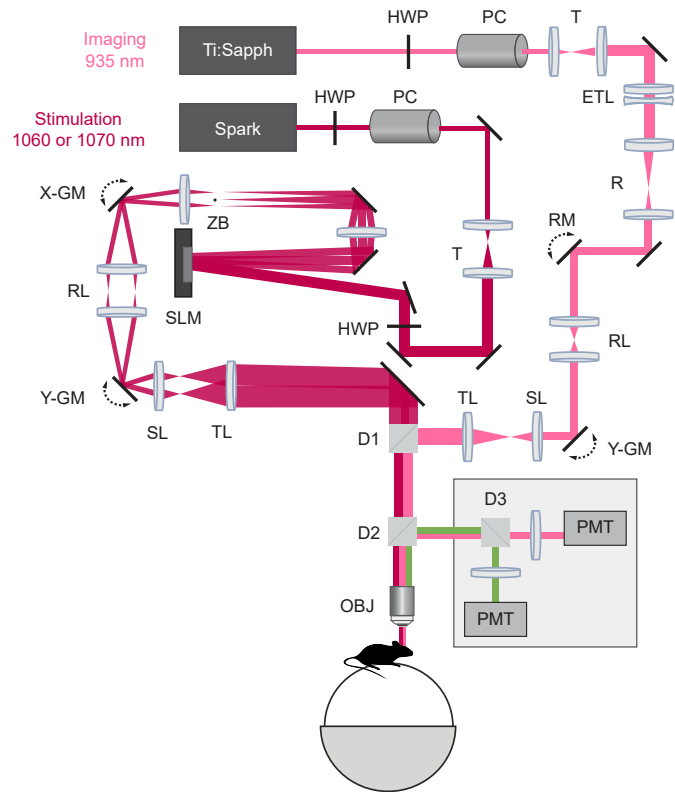 Imaging
935 nm
Ti:Sapph
HWP
PC
T
ETL
Stimulation
1060 or 1070 nm
Spark
HWP
PC
X-GM
ZB
R
RM
T
RL
SLM
HWP
RL
Y-GM
SL
TL
TL
SL
D1
Y-GM
D2
D3
PMT
OBJ
PMT